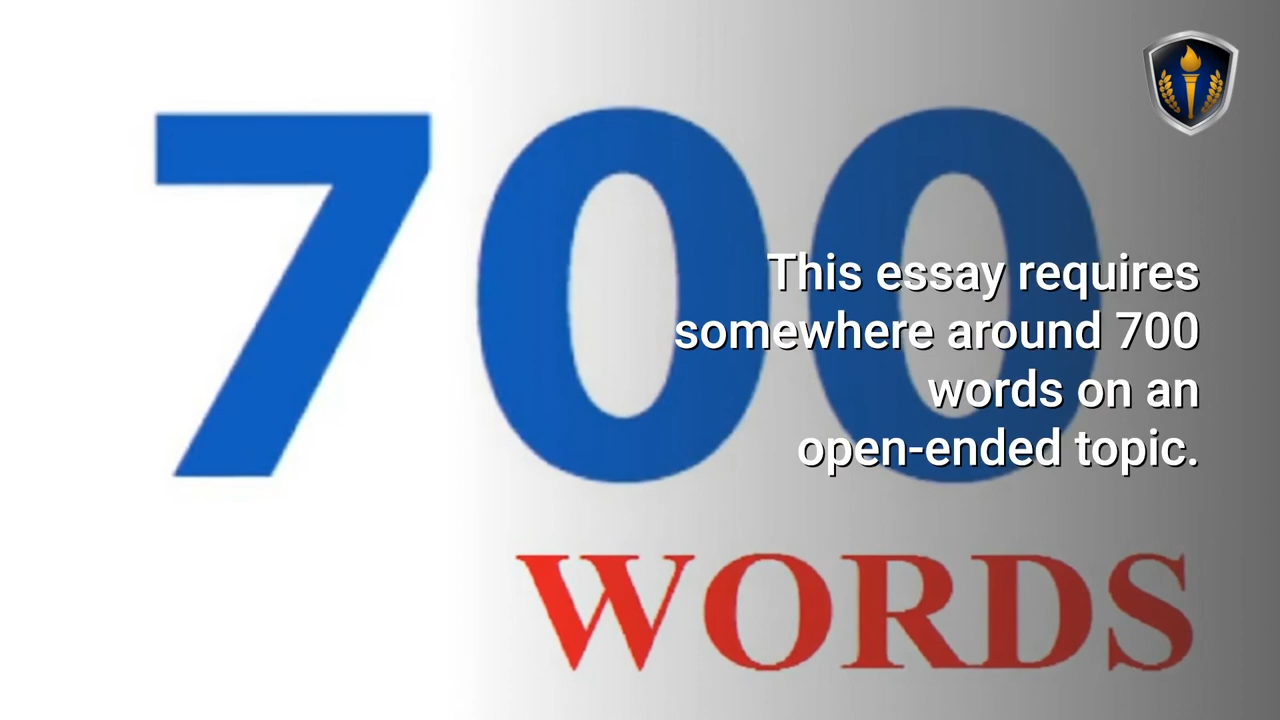 700
WORDS
This essay requires
somewhere around 700
words on an
open-ended topic.